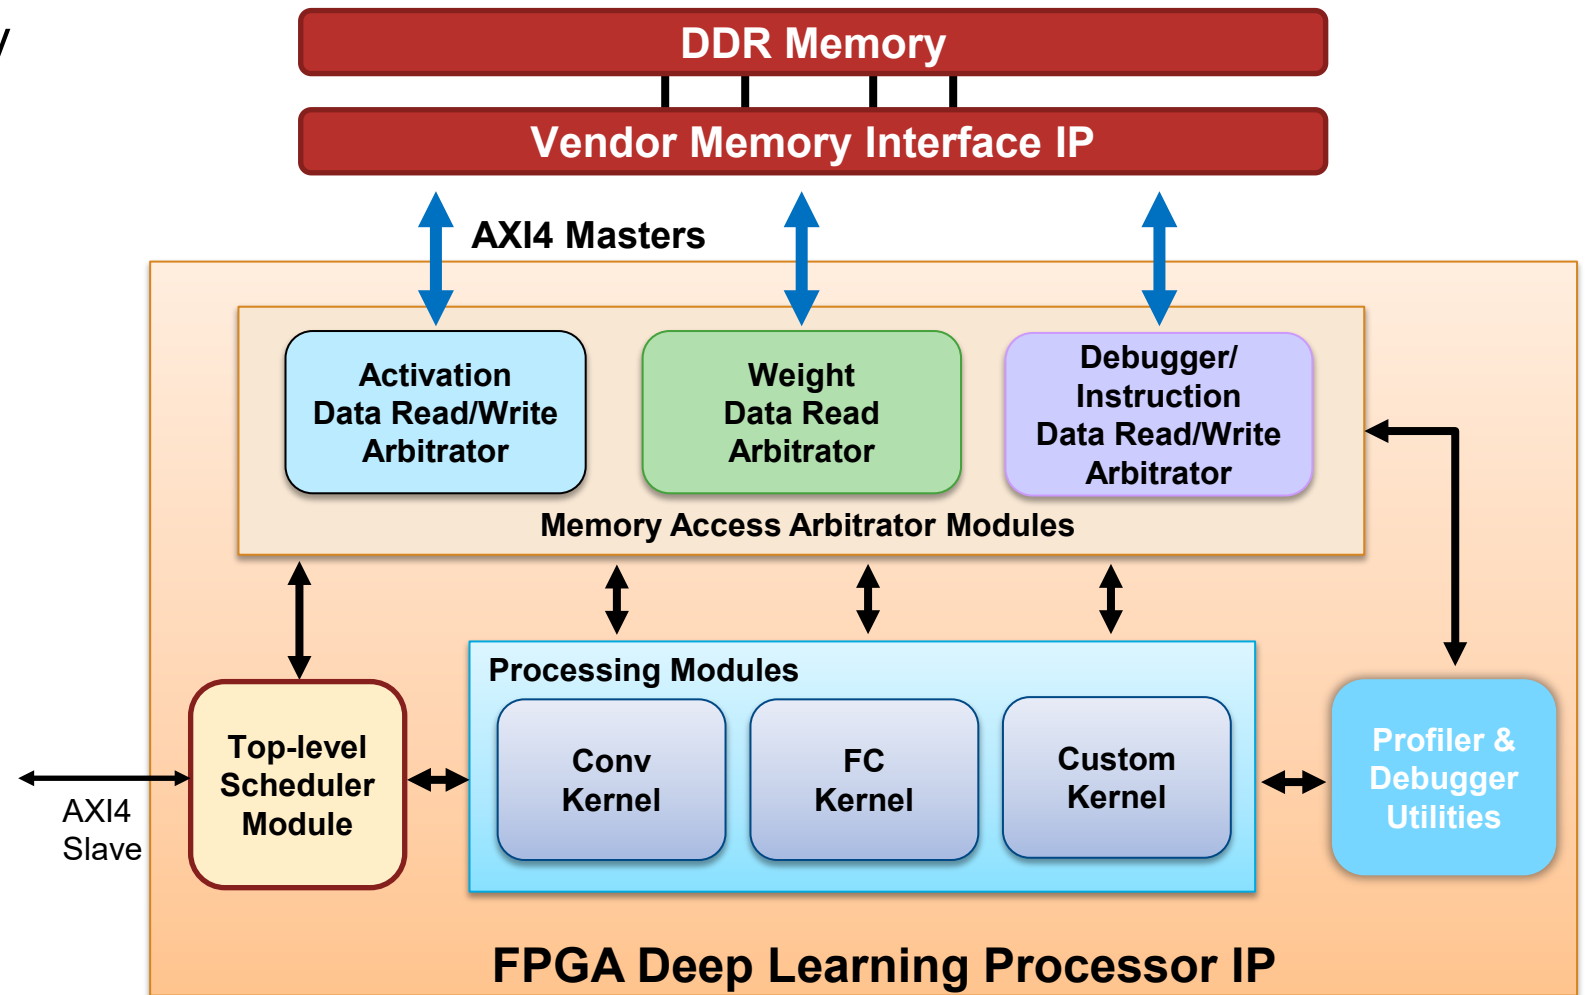 y
DDR Memory
Vendor Memory Interface IP
AXI4 Masters
Activation
Data Read/Write
Arbitrator
Weight
Data Read
Arbitrator
Debugger/
Instruction
Data Read/Write
Arbitrator
Memory Access Arbitrator Modules
Processing Modules
Top-level
Scheduler
Module
Conv
Kernel
FC
Kernel
Custom
Kernel
Profiler &
Debugger
Utilities
AXI4
Slave
FPGA Deep Learning Processor IP